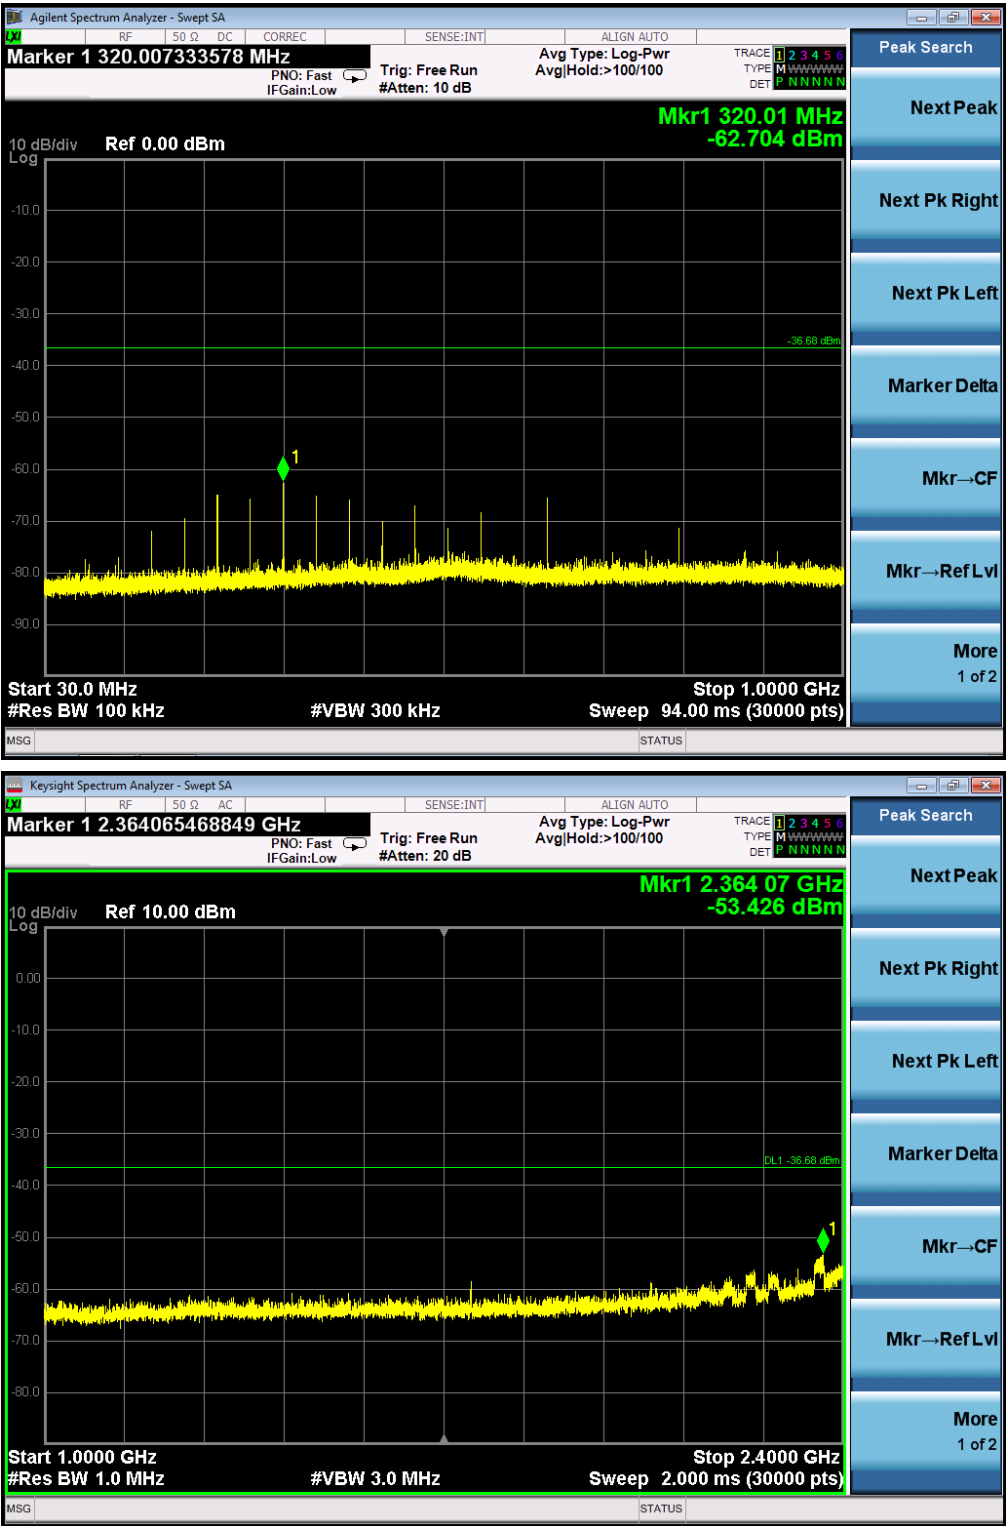 Agilent Spectrum Analyzer - Swept SA
LXI RF 50 Ω DC CORREC SENSE:INT ALIGN AUTO
Marker 1 320.007333578 MHz
PNO: Fast
IFGain:Low
Trig: Free Run
#Atten: 10 dB
Avg Type: Log-Pwr
Avg|Hold:>100/100
TRACE 1 2 3 4 5 6
TYPE M WWWWW
DET P N N N N N
Mkr1 320.01 MHz
-62.704 dBm
10 dB/div Ref 0.00 dBm
Log
-10.0
-20.0
-30.0
-36.68 dBm
-40.0
-50.0
1
-60.0
-70.0
-80.0
-90.0
Start 30.0 MHz Stop 1.0000 GHz
#Res BW 100 kHz #VBW 300 kHz Sweep 94.00 ms (30000 pts)
MSG STATUS
Peak Search
Next Peak
Next Pk Right
Next Pk Left
Marker Delta
Mkr→CF
Mkr→Ref Lvl
More
1 of 2
Keysight Spectrum Analyzer - Swept SA
LXI RF 50 Ω AC SENSE:INT ALIGN AUTO
Marker 1 2.364065468849 GHz
PNO: Fast
IFGain:Low
Trig: Free Run
#Atten: 20 dB
Avg Type: Log-Pwr
Avg|Hold:>100/100
TRACE 1 2 3 4 5 6
TYPE M WWWWW
DET P N N N N N
Mkr1 2.364 07 GHz
-53.426 dBm
10 dB/div Ref 10.00 dBm
Log
0.00
-10.0
-20.0
-30.0
DL1 -36.68 dBm
-40.0
-50.0
1
-60.0
-70.0
-80.0
Start 1.0000 GHz Stop 2.4000 GHz
#Res BW 1.0 MHz #VBW 3.0 MHz Sweep 2.000 ms (30000 pts)
MSG STATUS
Peak Search
Next Peak
Next Pk Right
Next Pk Left
Marker Delta
Mkr→CF
Mkr→Ref Lvl
More
1 of 2